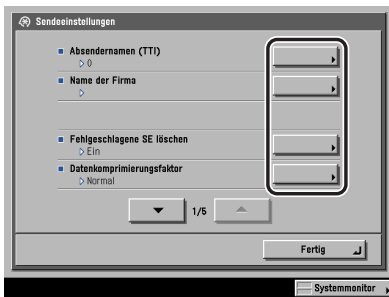 Sendeeinstellungen
Absendernamen (TTI)
0
Name der Firma
Fehlgeschlagene SE löschen
Ein
Datenkomprimierungsfaktor
Normal
1/5
Fertig
Systemmonitor